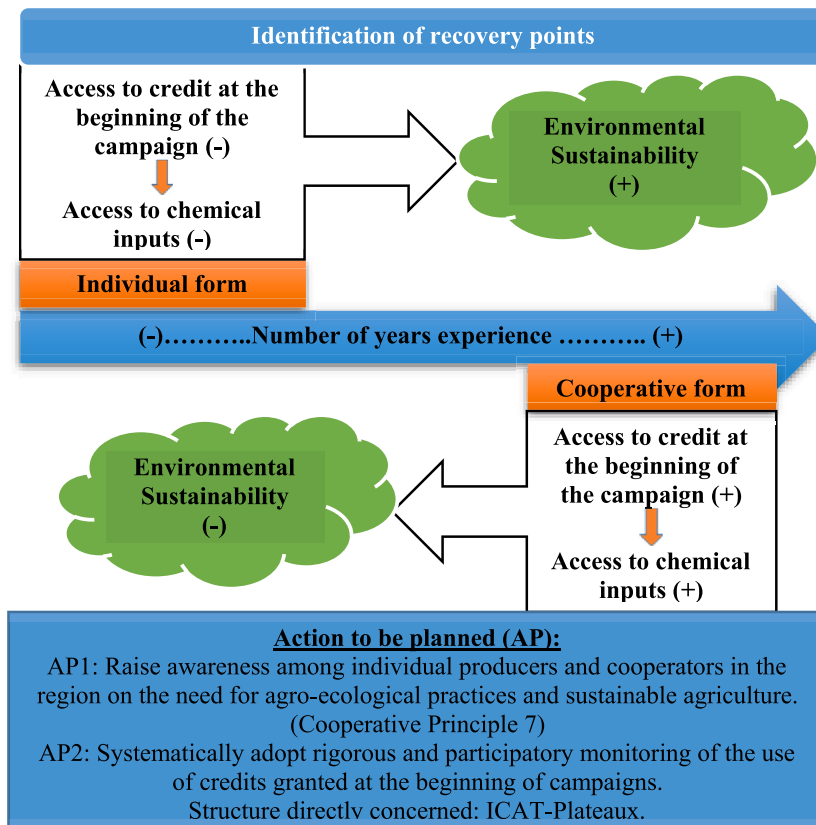 Identification of recovery points
Access to credit at the
beginning of the
campaign (-)
Access to chemical
inputs (-)
Environmental
Sustainability
(+)
Individual form
(-)………..Number of years experience ……….. (+)
Cooperative form
Environmental
Sustainability
(-)
Access to credit at
the beginning of
the campaign (+)
Access to chemical
inputs (+)
Action to be planned (AP):
AP1: Raise awareness among individual producers and cooperators in the
region on the need for agro-ecological practices and sustainable agriculture.
(Cooperative Principle 7)
AP2: Systematically adopt rigorous and participatory monitoring of the use
of credits granted at the beginning of campaigns.
Structure directly concerned: ICAT-Plateaux.